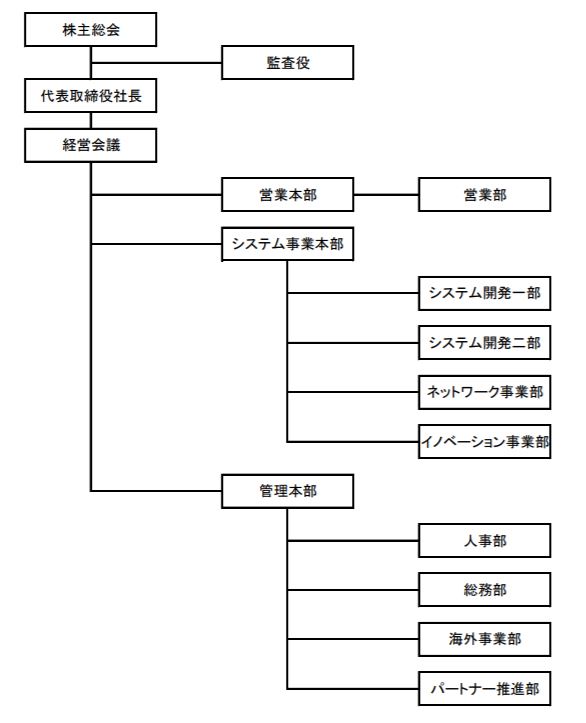 株主総会
監査役
代表取締役社長
経営会議
営業本部
営業部
システム事業本部
システム開発一部
システム開発二部
ネットワーク事業部
イノベーション事業部
管理本部
人事部
総務部
海外事業部
パートナー推進部